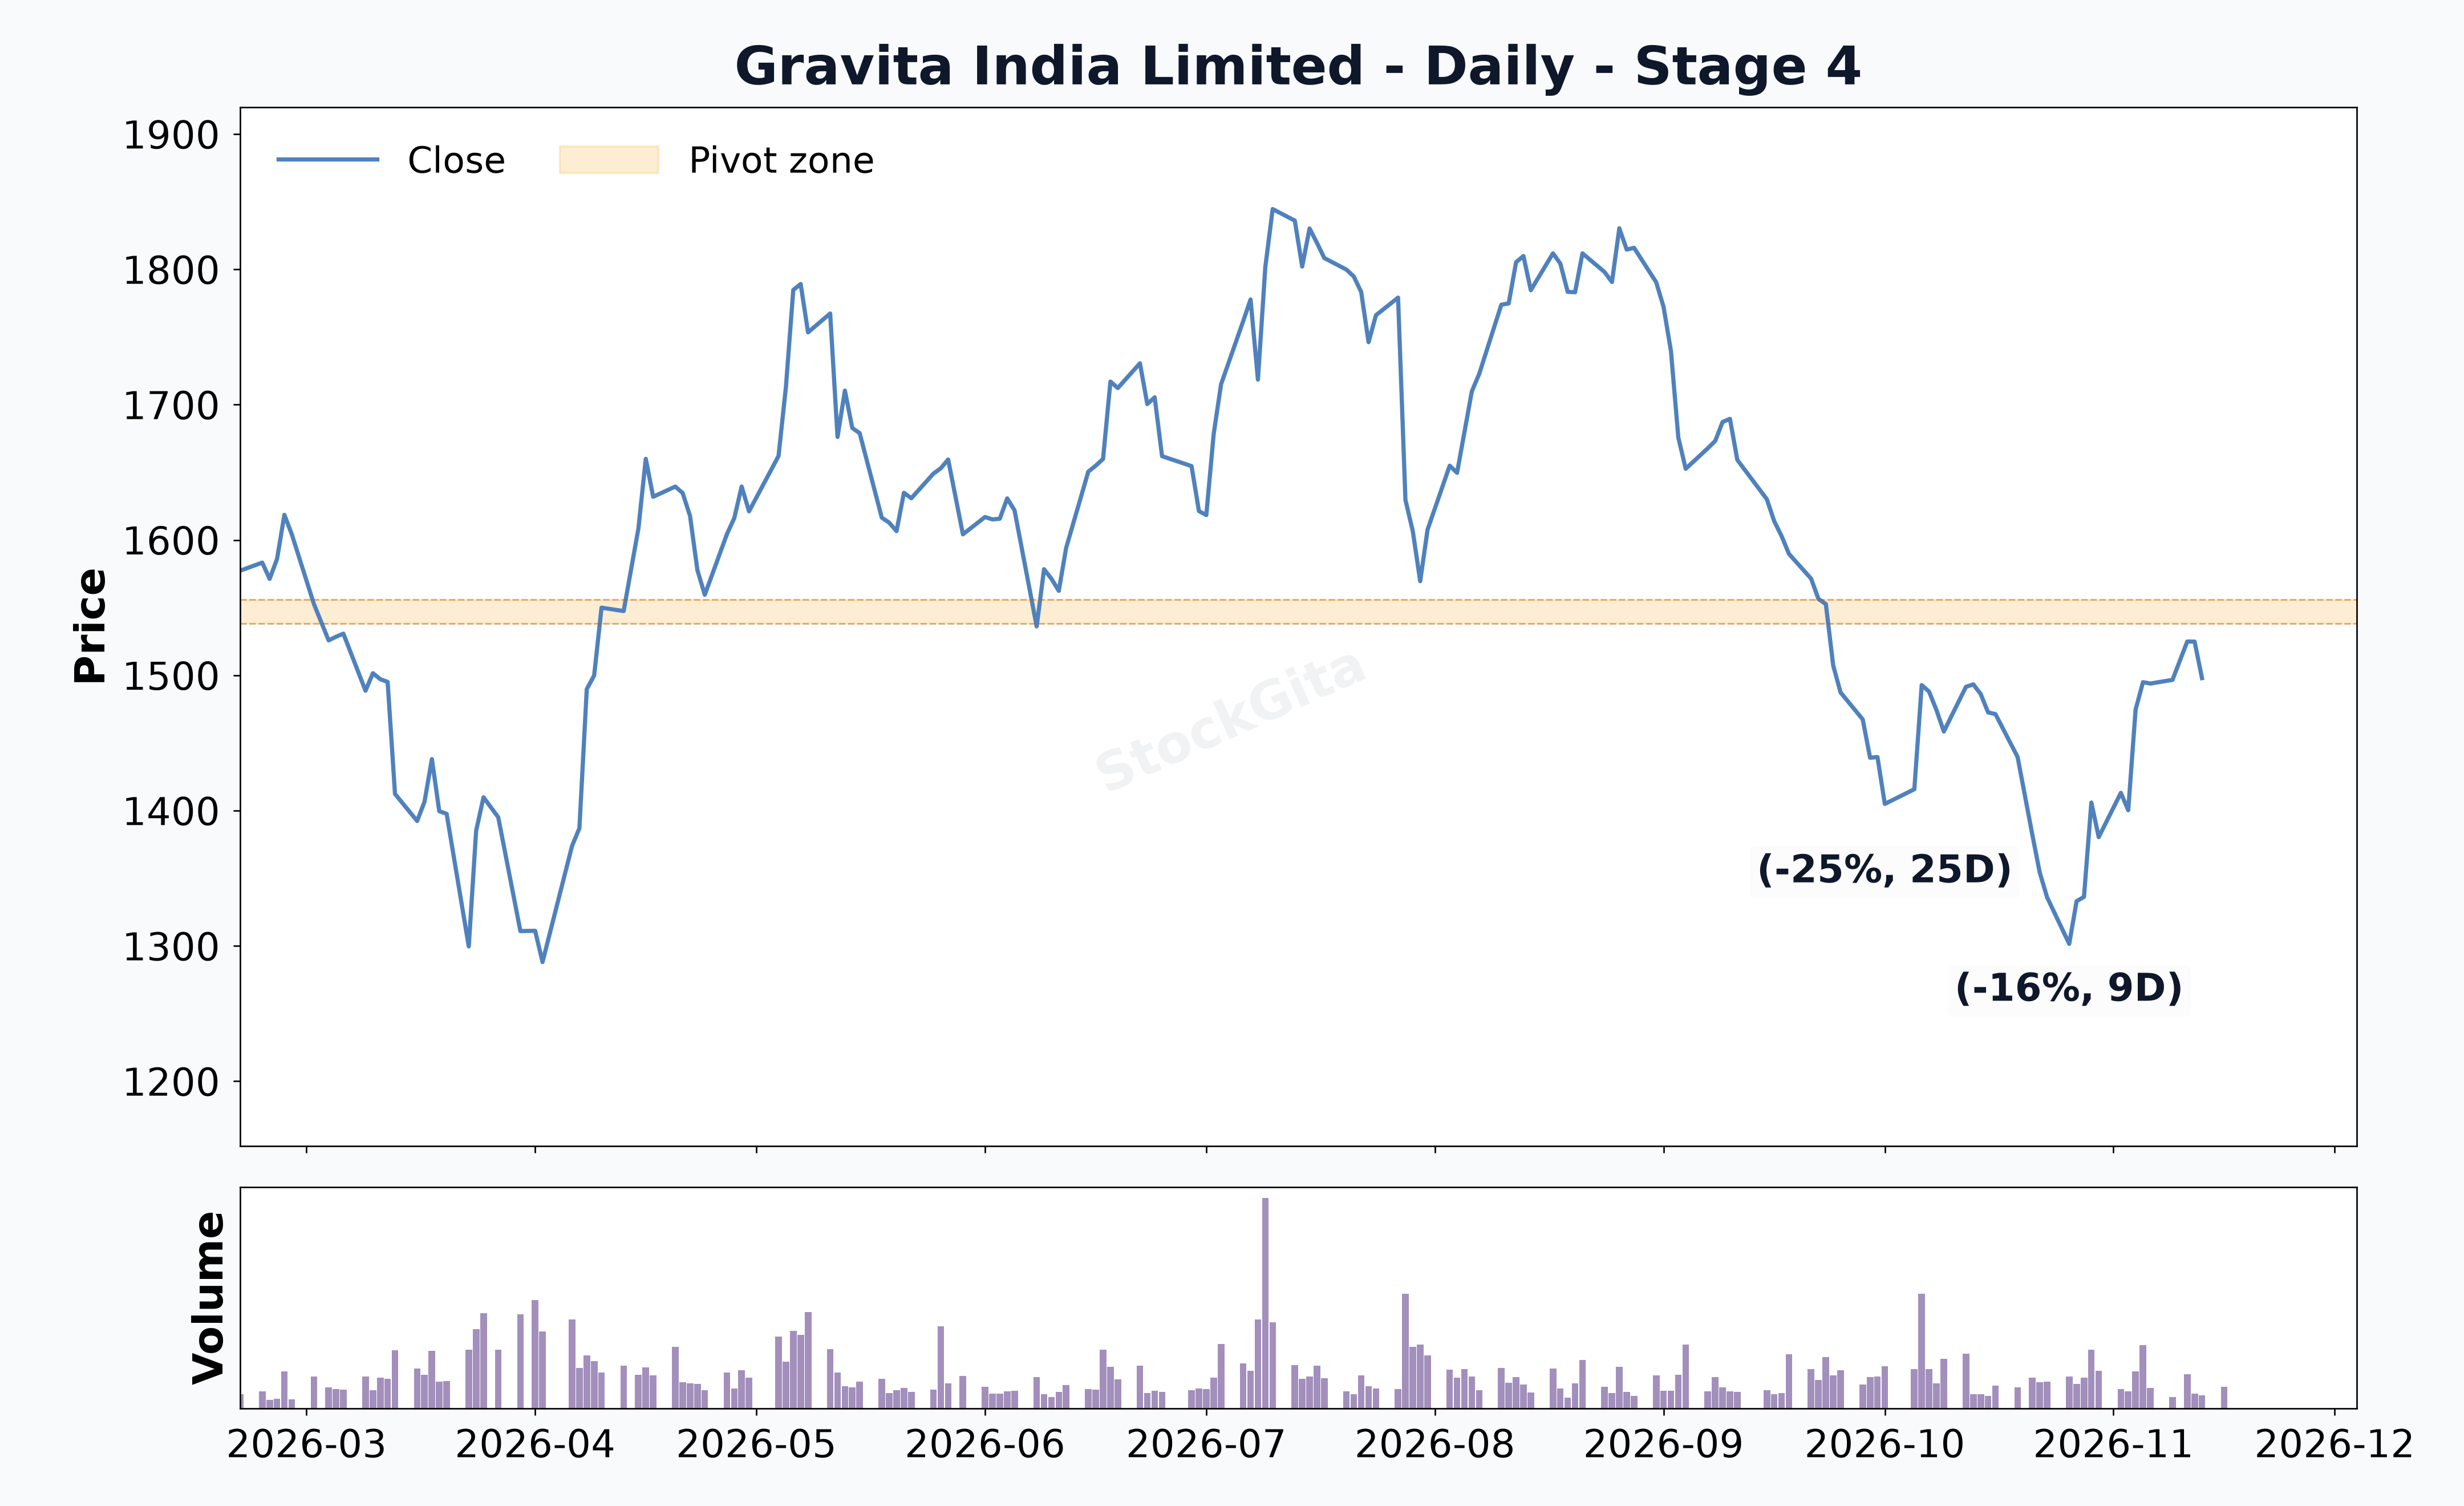 Gravita India Limited - Daily - Stage 4
Close
Pivot zone
Price
1900
1800
1700
1600
1500
1400
1300
1200
StockGita
(-25%, 25D)
(-16%, 9D)
Volume
2026-03
2026-04
2026-05
2026-06
2026-07
2026-08
2026-09
2026-10
2026-11
2026-12